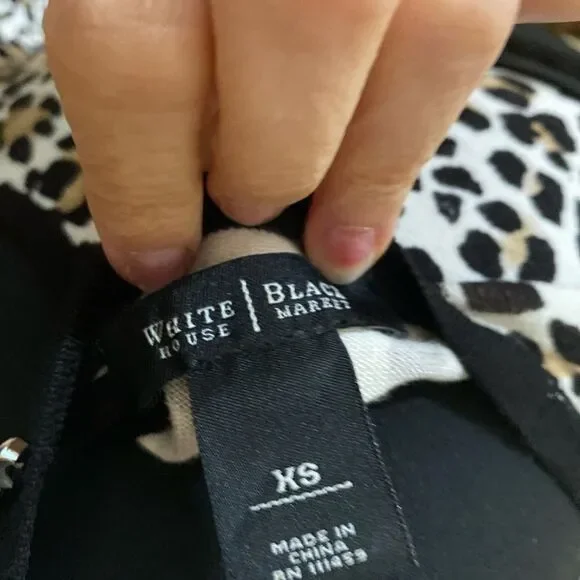 WHITE | BLACK
HOUSE | MARKET
XS
MADE IN
CHINA
RN 111459